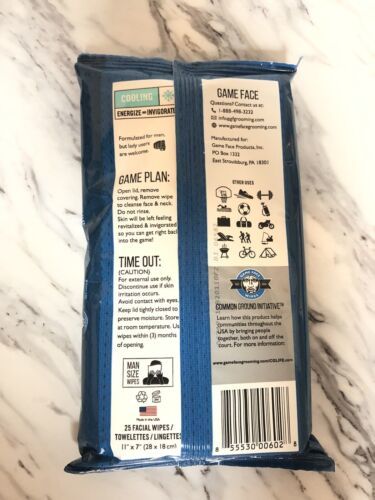 COOLING
ENERGIZE AND INVIGORATE
Formulated for men,
but lady users
are welcome.
GAME PLAN:
Open lid, remove
covering. Remove wipe
to cleanse face & neck.
Do not rinse.
Skin will be left feeling
revitalized & invigorated
so you can get right back
into the game!
TIME OUT:
(CAUTION)
For external use only.
Discontinue use if skin
irritation occurs.
Avoid contact with eyes.
Keep lid tightly closed to
preserve moisture. Store
at room temperature. Use
wipes within (3) months
of opening.
MAN
SIZE
WIPES
Made in the USA
25 FACIAL WIPES/
TOWELETTES/LINGETTES
11" x 7" (28 x 18 cm)
GAME FACE
Questions? Contact us at:
1-888-498-3232
info@gfgrooming.com
www.gamefacegrooming.com
Manufactured for:
Game Face Products, Inc.
PO Box 1332
East Stroudsburg, PA 18301
OTHER USES
GAME FACE
WIPES
COMMON GROUND INITIATIVE™
Learn how this product helps
communities throughout the
USA by bringing people
together, both on and off the
court. For more information:
www.gamefacegrooming.com/CGLIFE.com
8 55530 00602 8